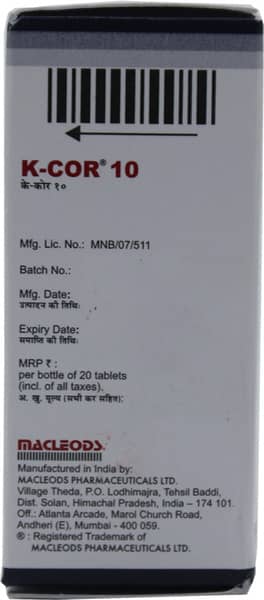 K-COR® 10
के-कोर १०
Mfg. Lic. No.: MNB/07/511
Batch No.:
Mfg. Date:
उत्पादन की तिथि:
Expiry Date:
समाप्ति की तिथि:
MRP ₹ :
per bottle of 20 tablets
(incl. of all taxes).
अ. खु. मूल्य (सभी कर सहित):
MACLEODS
Manufactured in India by:
MACLEODS PHARMACEUTICALS LTD.
Village Theda, P.O. Lodhimajra, Tehsil Baddi,
Dist. Solan, Himachal Pradesh, India – 174 101.
Off.: Atlanta Arcade, Marol Church Road,
Andheri (E), Mumbai - 400 059.
® : Registered Trademark of
MACLEODS PHARMACEUTICALS LTD.